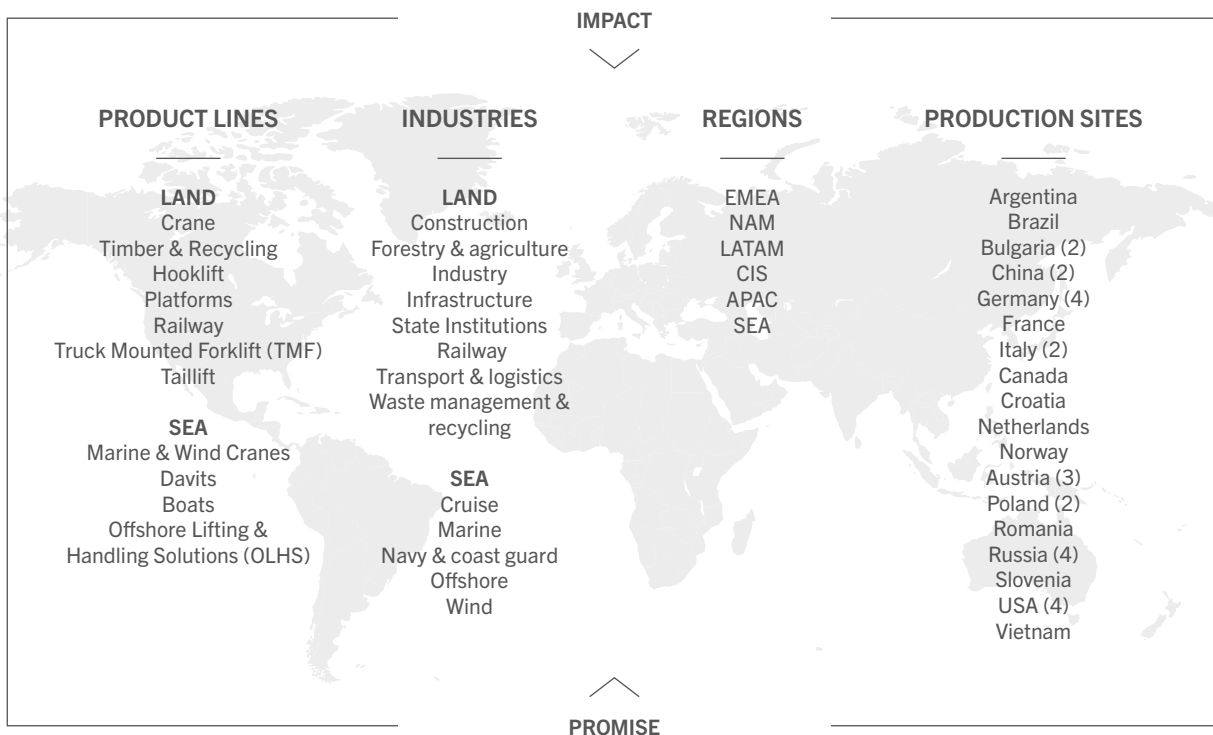 IMPACT
PRODUCT LINES
LAND
Crane
Timber & Recycling
Hooklift
Platforms
Railway
Truck Mounted Forklift (TMF)
Taillift
SEA
Marine & Wind Cranes
Davits
Boats
Offshore Lifting &
Handling Solutions (OLHS)
INDUSTRIES
LAND
Construction
Forestry & agriculture
Industry
Infrastructure
State Institutions
Railway
Transport & logistics
Waste management &
recycling
SEA
Cruise
Marine
Navy & coast guard
Offshore
Wind
REGIONS
EMEA
NAM
LATAM
CIS
APAC
SEA
PRODUCTION SITES
Argentina
Brazil
Bulgaria (2)
China (2)
Germany (4)
France
Italy (2)
Canada
Croatia
Netherlands
Norway
Austria (3)
Poland (2)
Romania
Russia (4)
Slovenia
USA (4)
Vietnam
PROMISE